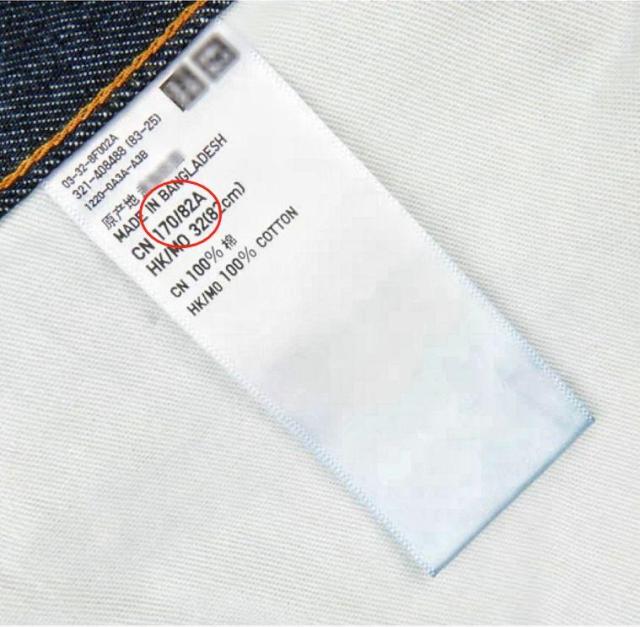 03-32-8F002A
321-408488 (83-25)
1220-0A3A-A3B
原产地
MADE IN BANGLADESH
CN 170/82A
HK/MO 32(82cm)
CN 100% 棉
HK/MO 100% COTTON